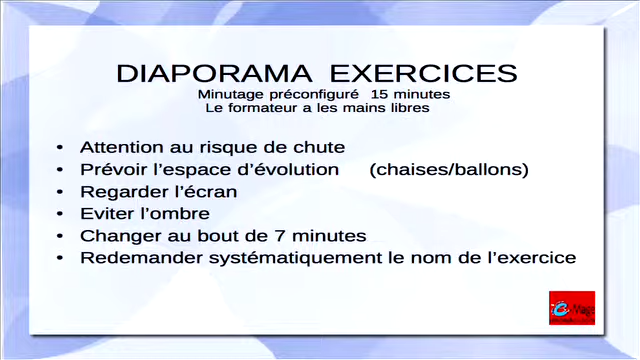 DIAPORAMA EXERCICES
Minutage préconfiguré 15 minutes
Le formateur a les mains libres
• Attention au risque de chute
• Prévoir l’espace d’évolution (chaises/ballons)
• Regarder l’écran
• Eviter l’ombre
• Changer au bout de 7 minutes
• Redemander systématiquement le nom de l’exercice